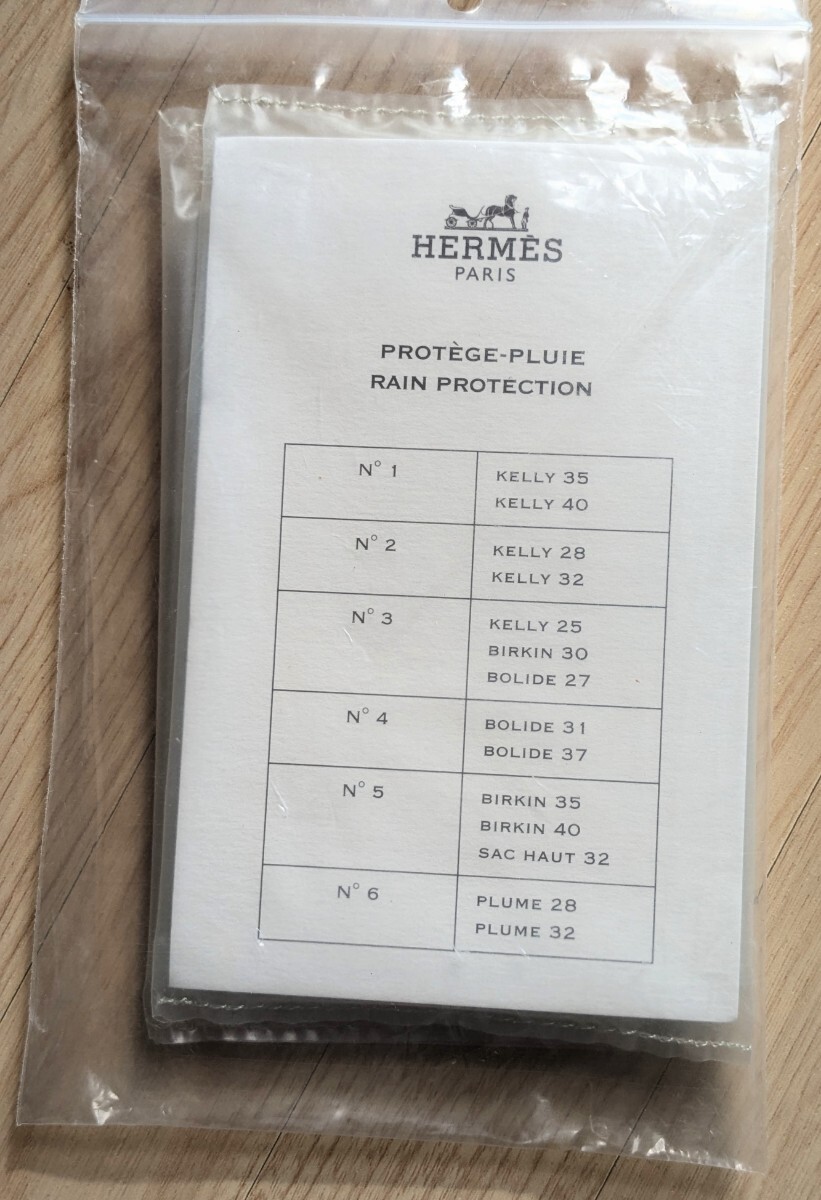 HERMÈS
PARIS
PROTÈGE-PLUIE
RAIN PROTECTION
N° 1
KELLY 35
KELLY 40
N° 2
KELLY 28
KELLY 32
N° 3
KELLY 25
BIRKIN 30
BOLIDE 27
N° 4
BOLIDE 31
BOLIDE 37
N° 5
BIRKIN 35
BIRKIN 40
SAC HAUT 32
N° 6
PLUME 28
PLUME 32